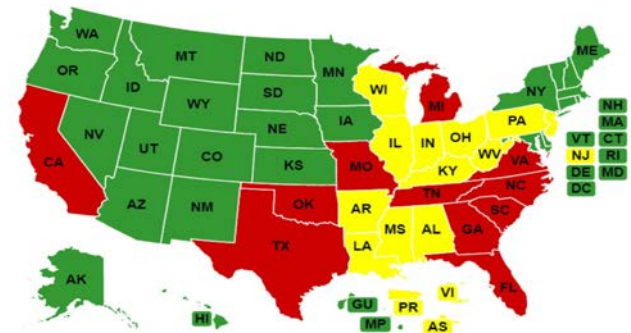 WA
MT
ND
MN
ME
OR
ID
SD
WI
NY
WY
MI
NH
IA
PA
MA
NE
NV
IL
IN
OH
VT
CT
UT
CO
WV
NJ
RI
CA
KS
MO
KY
VA
DE
MD
NC
DC
AZ
NM
OK
AR
TN
SC
MS
AL
GA
TX
LA
AK
FL
HI
GU
PR
VI
MP
AS